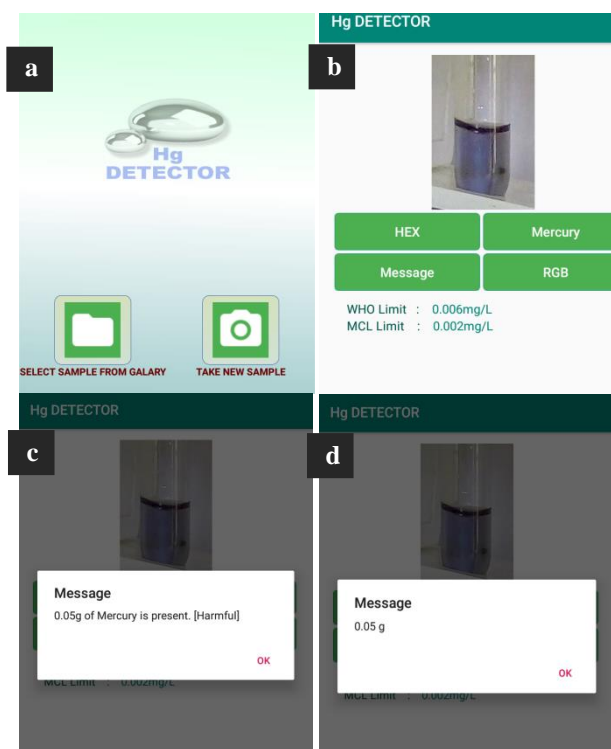 a
Hg
DETECTOR
SELECT SAMPLE FROM GALARY
TAKE NEW SAMPLE
Hg DETECTOR
b
HEX
Mercury
Message
RGB
WHO Limit : 0.006mg/L
MCL Limit : 0.002mg/L
Hg DETECTOR
c
Message
0.05g of Mercury is present. [Harmful]
OK
MCL Limit : 0.002mg/L
Hg DETECTOR
d
Message
0.05 g
OK
MCL Limit : 0.002mg/L